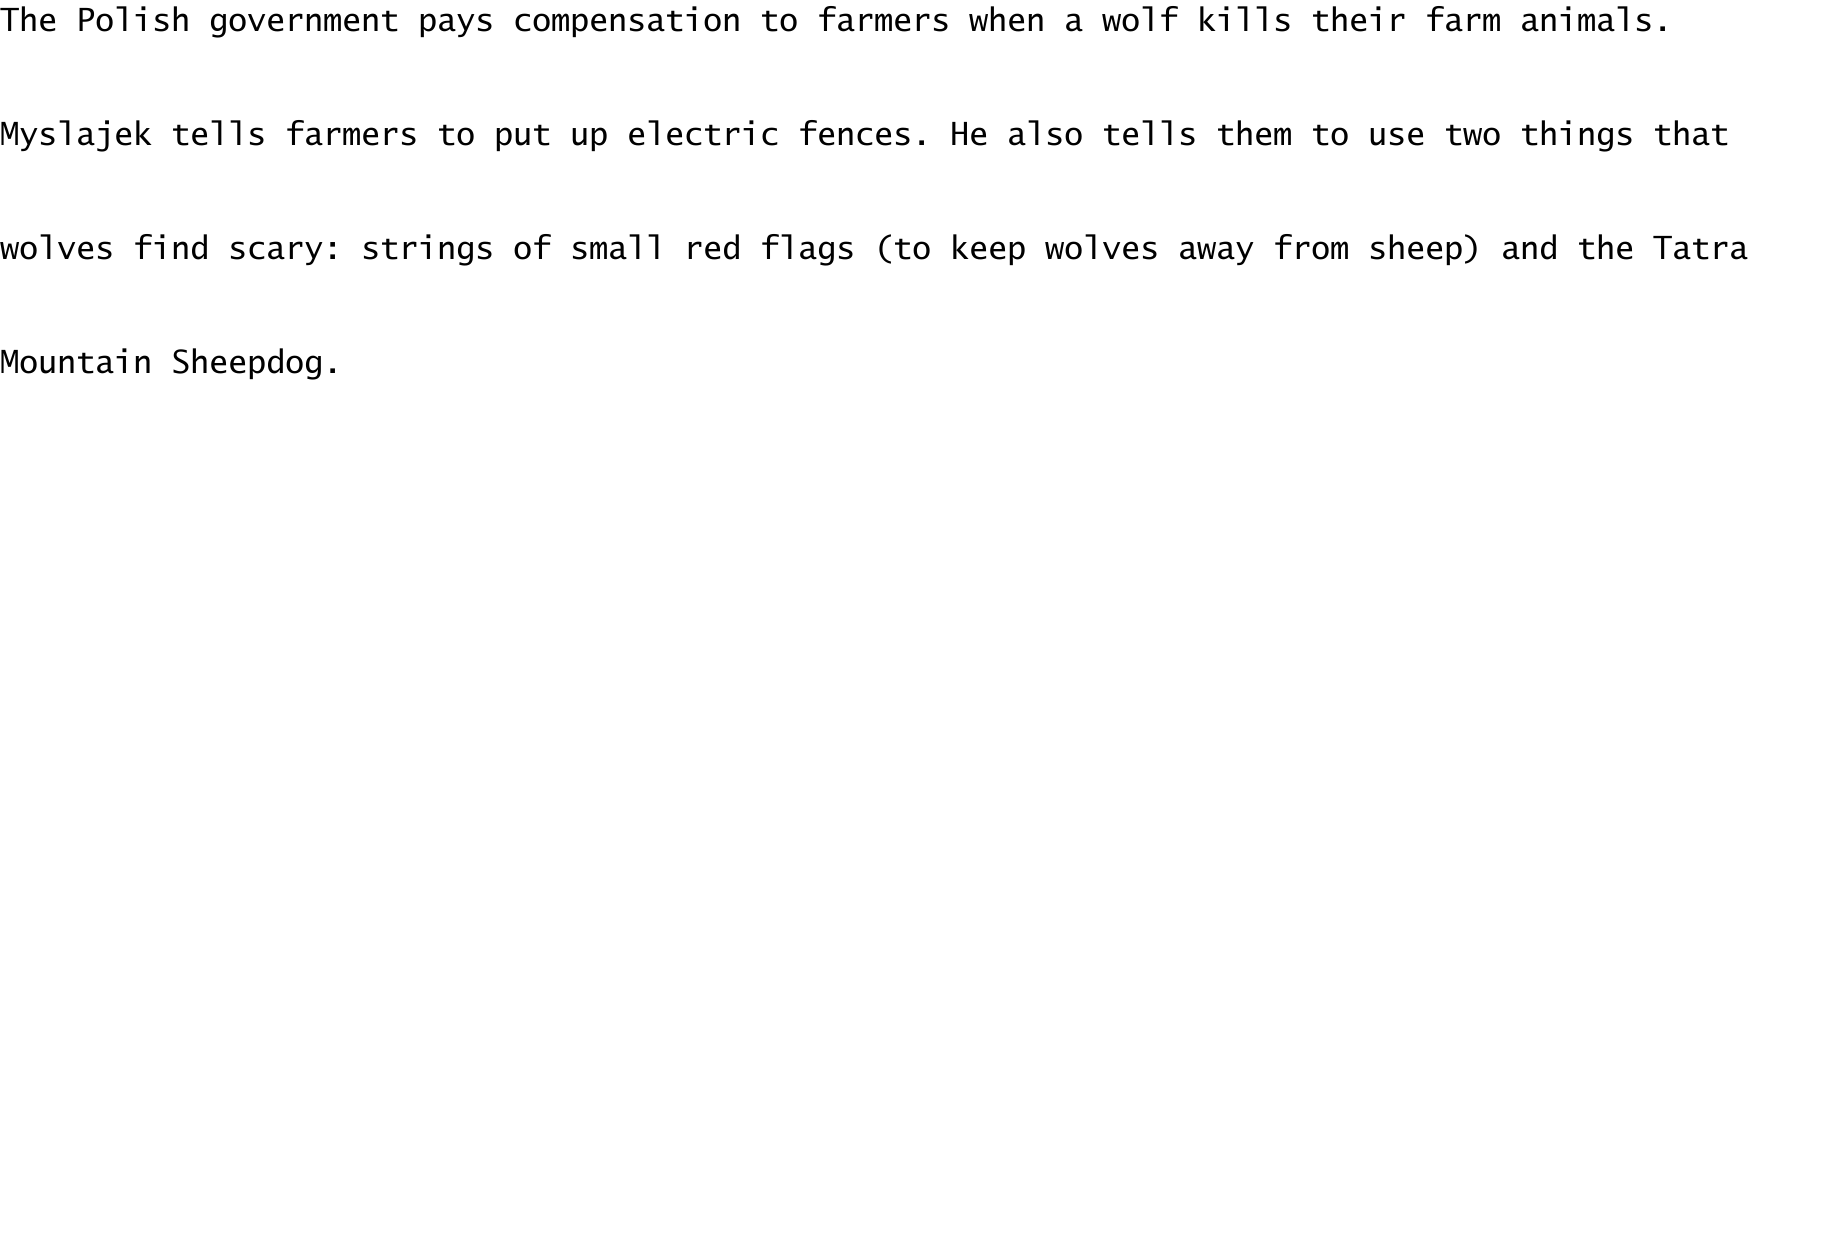 The Polish government pays compensation to farmers when a wolf kills their farm animals.
Myslajek tells farmers to put up electric fences. He also tells them to use two things that
wolves find scary: strings of small red flags (to keep wolves away from sheep) and the Tatra
Mountain Sheepdog.